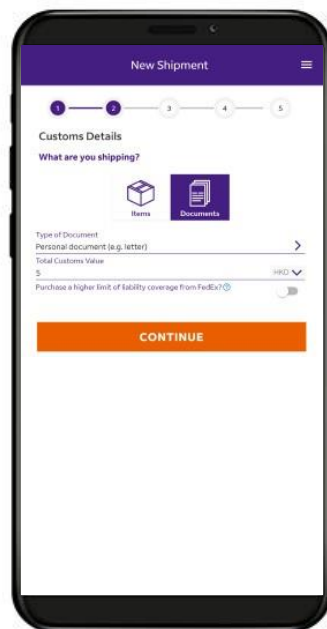 New Shipment
1 2 3 4 5
Customs Details
What are you shipping?
Items Documents
Type of Document
Personal document (e.g. letter)
Total Customs Value
5 HKD
Purchase a higher limit of liability coverage from FedEx? ?
CONTINUE